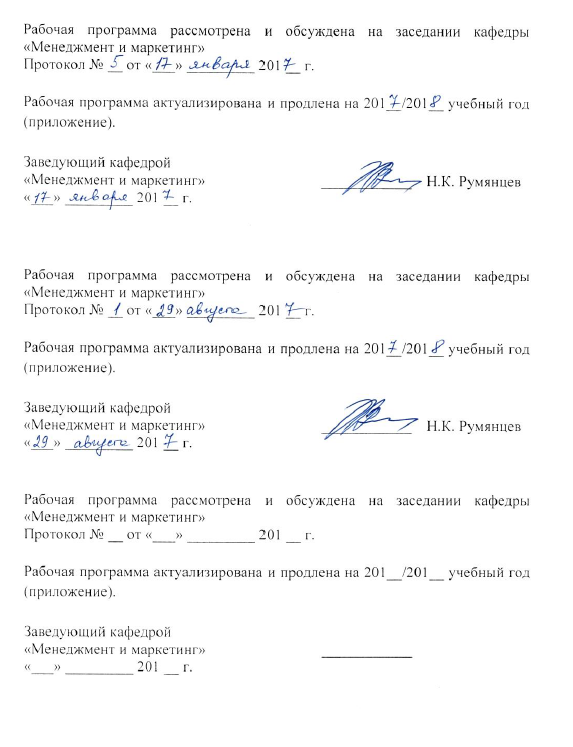 Рабочая программа рассмотрена и обсуждена на заседании кафедры
«Менеджмент и маркетинг»
Протокол № 5 от «17» января 2017 г.
Рабочая программа актуализирована и продлена на 2017/2018 учебный год
(приложение).
Заведующий кафедрой
«Менеджмент и маркетинг»
«17» января 2017 г. Н.К. Румянцев
Рабочая программа рассмотрена и обсуждена на заседании кафедры
«Менеджмент и маркетинг»
Протокол № 1 от «29» августа 2017 г.
Рабочая программа актуализирована и продлена на 2017/2018 учебный год
(приложение).
Заведующий кафедрой
«Менеджмент и маркетинг» Н.К. Румянцев
«29» августа 2017 г.
Рабочая программа рассмотрена и обсуждена на заседании кафедры
«Менеджмент и маркетинг»
Протокол № __ от «___» _________ 201 __ г.
Рабочая программа актуализирована и продлена на 201__/201__ учебный год
(приложение).
Заведующий кафедрой
«Менеджмент и маркетинг» ____________
«___» _________ 201 __ г.